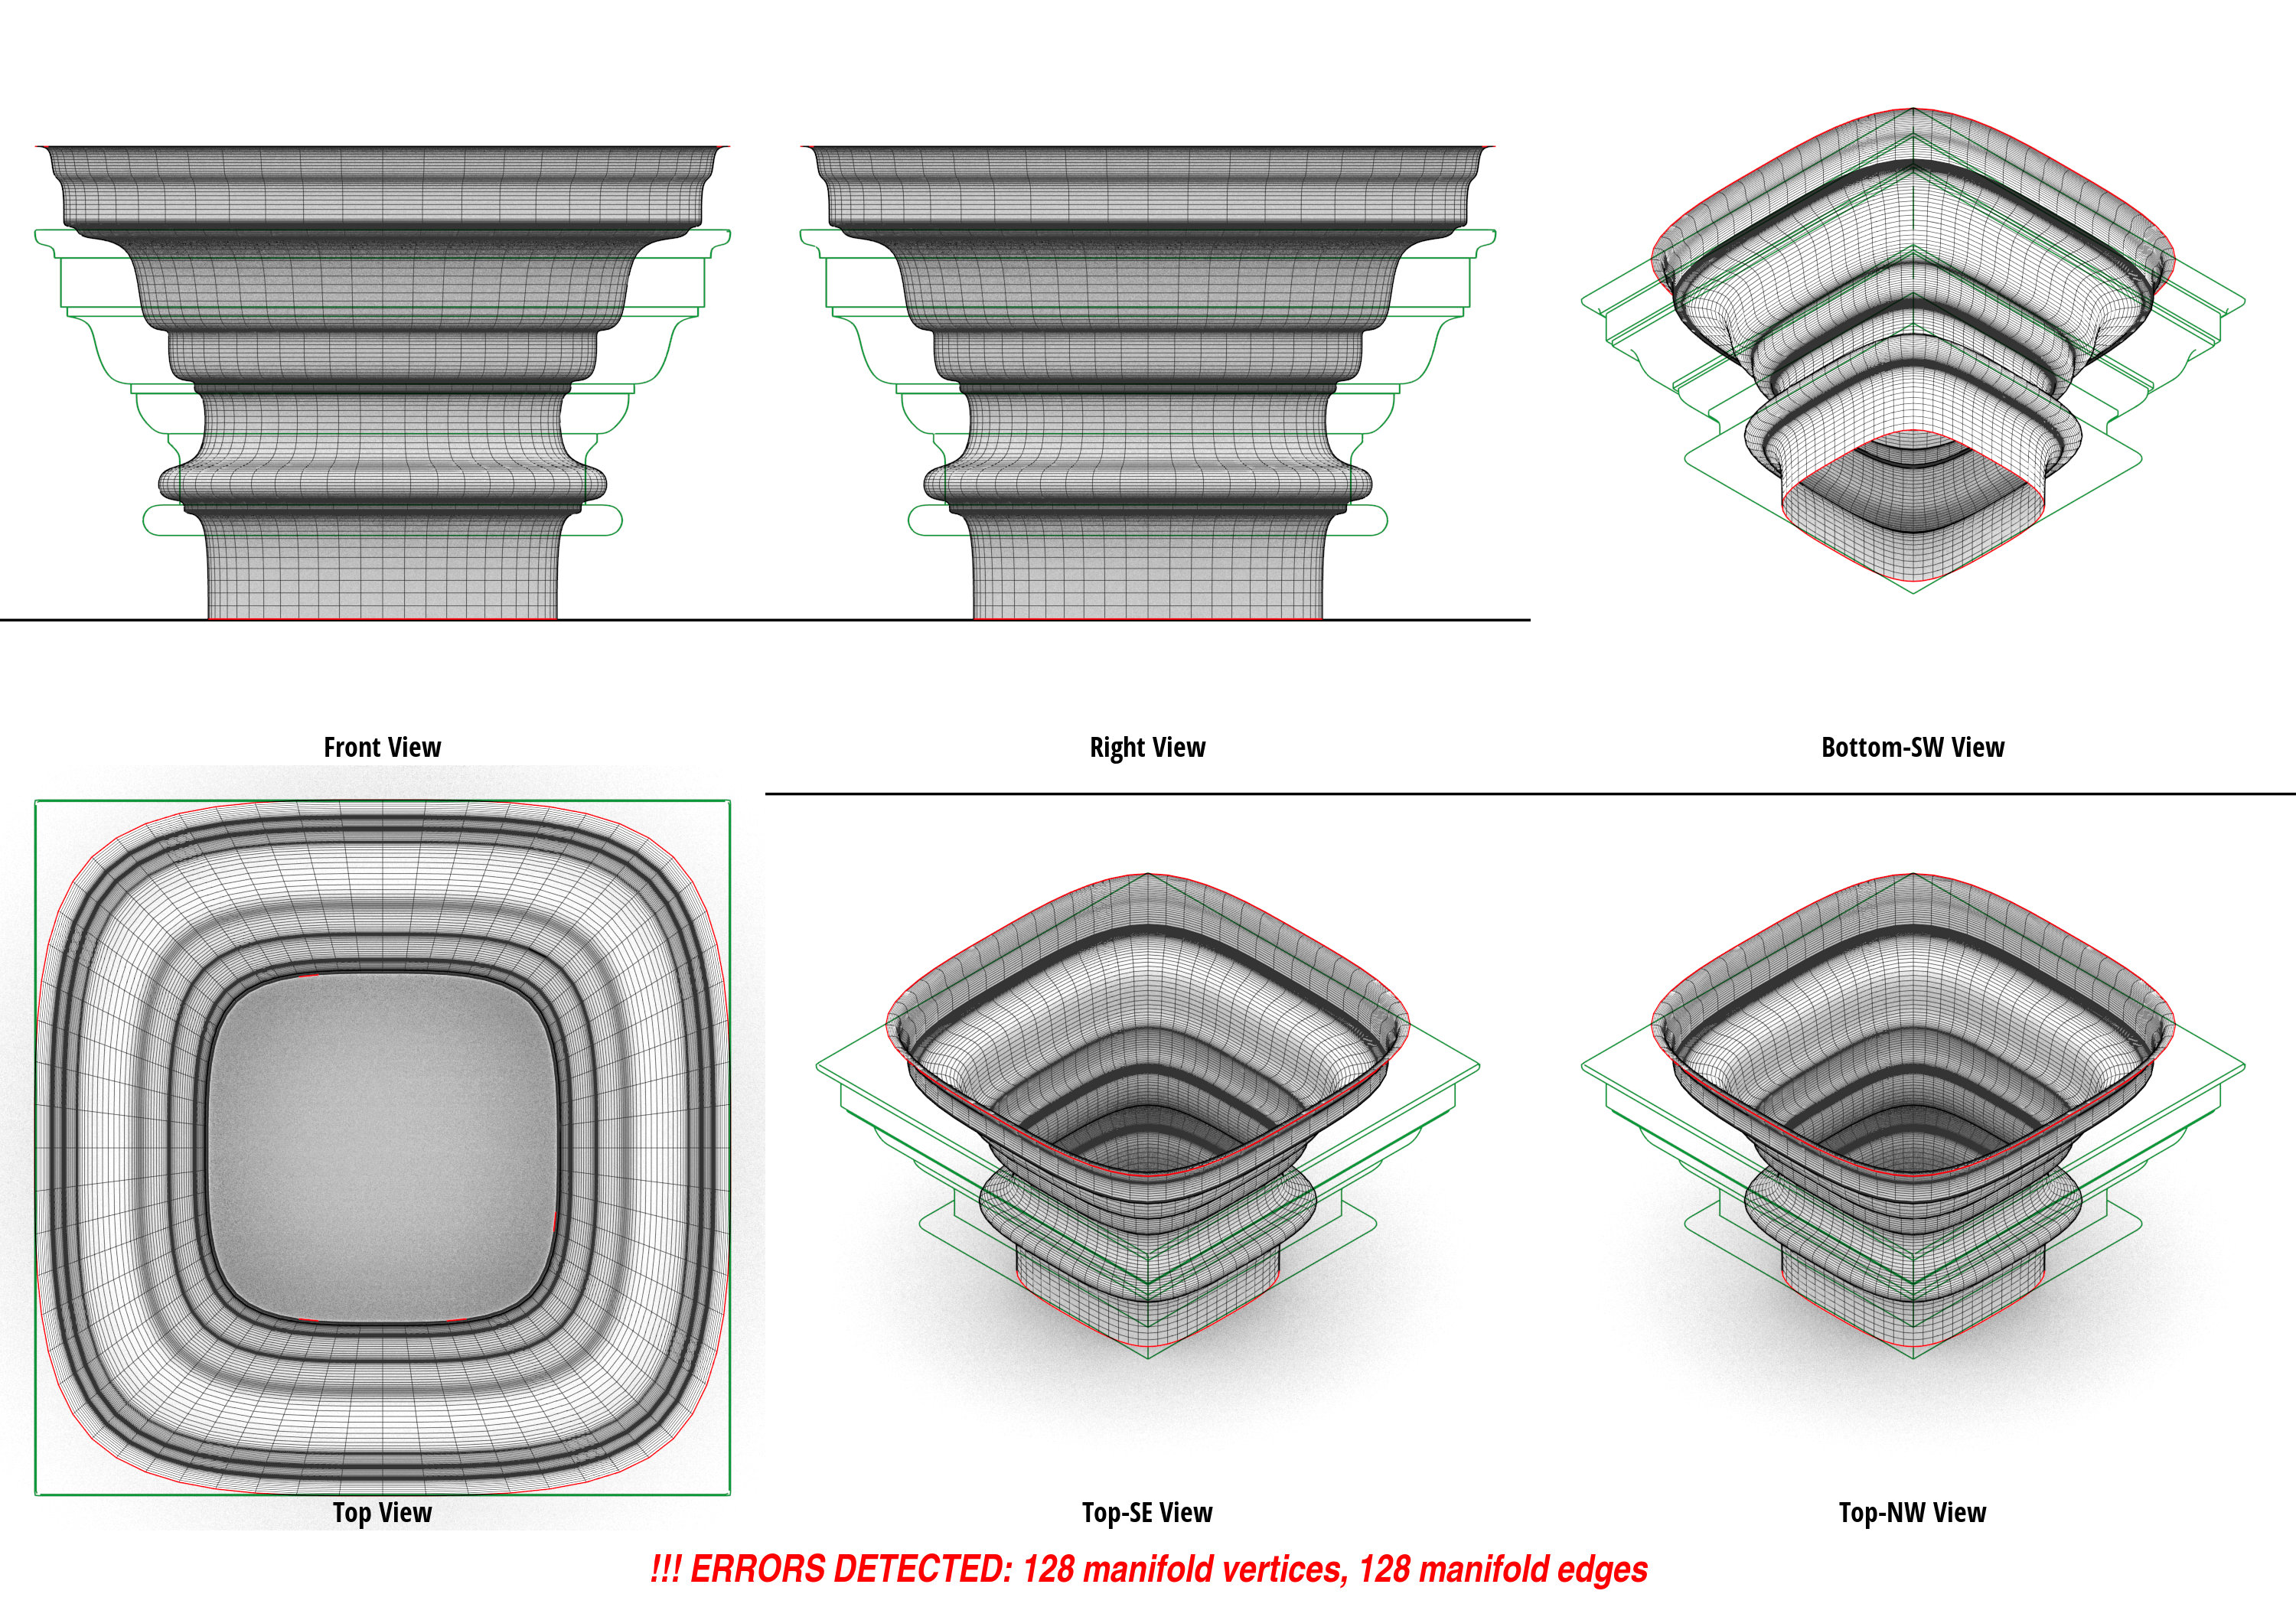 Front View
Right View
Bottom-SW View
Top View
Top-SE View
Top-NW View
!!! ERRORS DETECTED: 128 manifold vertices, 128 manifold edges